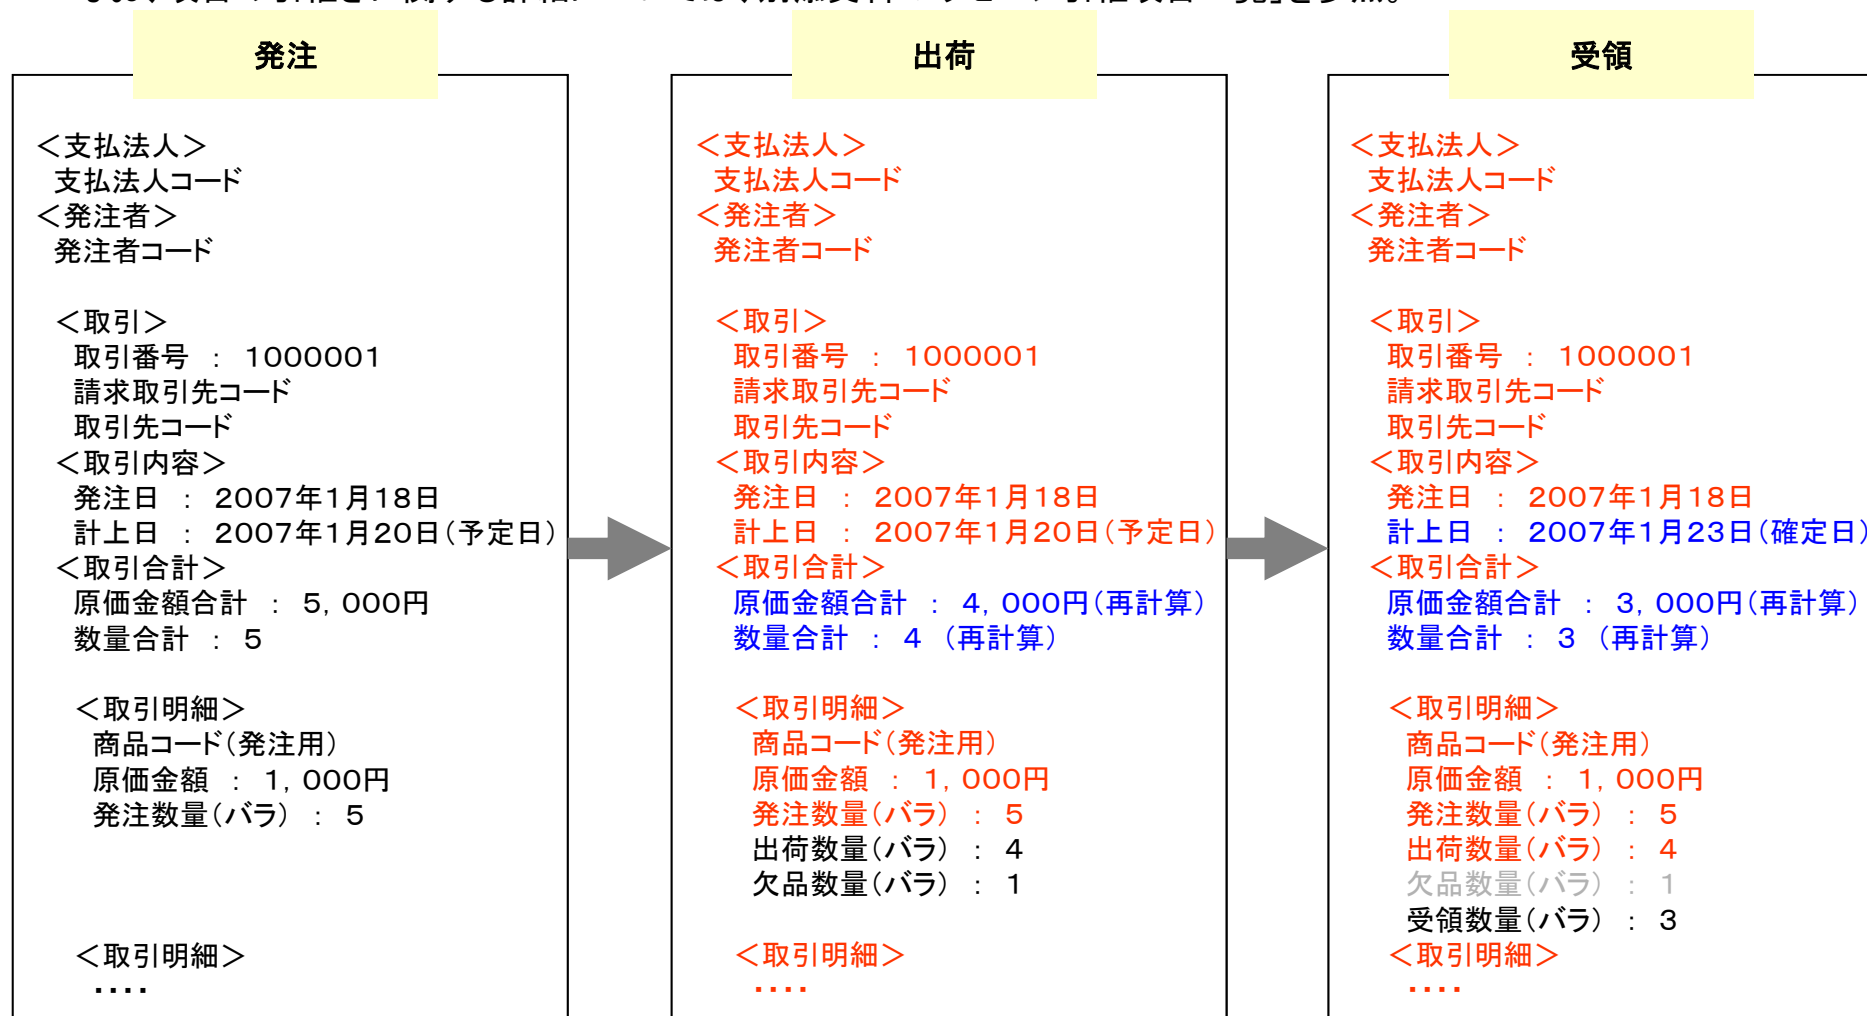 発注
<支払法人>
支払法人コード
<発注者>
発注者コード
<取引>
取引番号 : 1000001
請求取引先コード
取引先コード
<取引内容>
発注日 : 2007年1月18日
計上日 : 2007年1月20日(予定日)
<取引合計>
原価金額合計 : 5,000円
数量合計 : 5
<取引明細>
商品コード(発注用)
原価金額 : 1,000円
発注数量(バラ) : 5
<取引明細>
・・・・
出荷
<支払法人>
支払法人コード
<発注者>
発注者コード
<取引>
取引番号 : 1000001
請求取引先コード
取引先コード
<取引内容>
発注日 : 2007年1月18日
計上日 : 2007年1月20日(予定日)
<取引合計>
原価金額合計 : 4,000円(再計算)
数量合計 : 4 (再計算)
<取引明細>
商品コード(発注用)
原価金額 : 1,000円
発注数量(バラ) : 5
出荷数量(バラ) : 4
欠品数量(バラ) : 1
<取引明細>
・・・・
受領
<支払法人>
支払法人コード
<発注者>
発注者コード
<取引>
取引番号 : 1000001
請求取引先コード
取引先コード
<取引内容>
発注日 : 2007年1月18日
計上日 : 2007年1月23日(確定日)
<取引合計>
原価金額合計 : 3,000円(再計算)
数量合計 : 3 (再計算)
<取引明細>
商品コード(発注用)
原価金額 : 1,000円
発注数量(バラ) : 5
出荷数量(バラ) : 4
欠品数量(バラ) : 1
受領数量(バラ) : 3
<取引明細>
・・・・